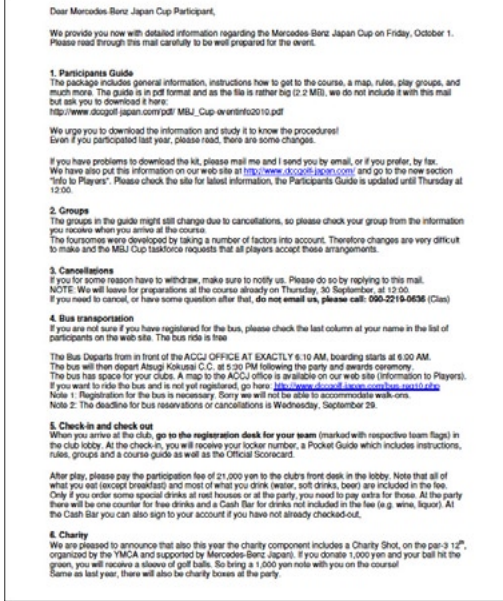 Dear Mercedes-Benz Japan Cup Participant,
We provide you now with detailed information regarding the Mercedes-Benz Japan Cup on Friday, October 1.
Please read through this mail carefully to be well prepared for the event.
1. Participants Guide
The package includes general information, instructions how to get to the course, a map, rules, play groups, and
much more. The guide is in pdf format and as the file is rather big (2.2 MB), we do not include it with this mail
but ask you to download it here:
http://www.dccgolf-japan.com/pdf/ MBJ_Cup-eventinfo2010.pdf
We urge you to download the information and study it to know the procedures!
Even if you participated last year, please read, there are some changes.
If you have problems to download the kit, please mail me and I send you by email, or if you prefer, by fax.
We have also put this information on our web site at http://www.dccgolf-japan.com/ and go to the new section
"Info to Players". Please check the site for latest information, the Participants Guide is updated until Thursday at
12:00.
2. Groups
The groups in the guide might still change due to cancellations, so please check your group from the information
you receive when you arrive at the course.
The foursomes were developed by taking a number of factors into account. Therefore changes are very difficult
to make and the MBJ Cup taskforce requests that all players accept these arrangements.
3. Cancellations
If you for some reason have to withdraw, make sure to notify us. Please do so by replying to this mail.
NOTE: We will leave for preparations at the course already on Thursday, 30 September, at 12:00.
If you need to cancel, or have some question after that, do not email us, please call: 090-2219-0636 (Clas)
4. Bus transportation
If you are not sure if you have registered for the bus, please check the last column at your name in the list of
participants on the web site. The bus ride is free
The Bus Departs from in front of the ACCJ OFFICE AT EXACTLY 6:10 AM, boarding starts at 6:00 AM.
The bus will then depart Atsugi Kokusai C.C. at 5:30 PM following the party and awards ceremony.
The bus has space for your clubs. A map to the ACCJ office is available on our web site (Information to Players).
If you want to ride the bus and is not yet registered, go here: http://www.dccgolf-japan.com/bus_reg10.php
Note 1: Registration for the bus is necessary. Sorry we will not be able to accommodate walk-ons.
Note 2: The deadline for bus reservations or cancellations is Wednesday, September 29.
5. Check-in and check out
When you arrive at the club, go to the registration desk for your team (marked with respective team flags) in
the club lobby. At the check-in, you will receive your locker number, a Pocket Guide which includes instructions,
rules, groups and a course guide as well as the Official Scorecard.
After play, please pay the participation fee of 21,000 yen to the club's front desk in the lobby. Note that all of
what you eat (except breakfast) and most of what you drink (water, soft drinks, beer) are included in the fee.
Only if you order some special drinks at rest houses or at the party, you need to pay extra for those. At the party
there will be one counter for free drinks and a Cash Bar for drinks not included in the fee (e.g. wine, liquor). At
the Cash Bar you can also sign to your account if you have not already checked-out,
6. Charity
We are pleased to announce that also this year the charity component includes a Charity Shot, on the par-3 12th,
organized by the YMCA and supported by Mercedes-Benz Japan). If you donate 1,000 yen and your ball hit the
green, you will receive a sleeve of golf balls. So bring a 1,000 yen note with you on the course!
Same as last year, there will also be charity boxes at the party.